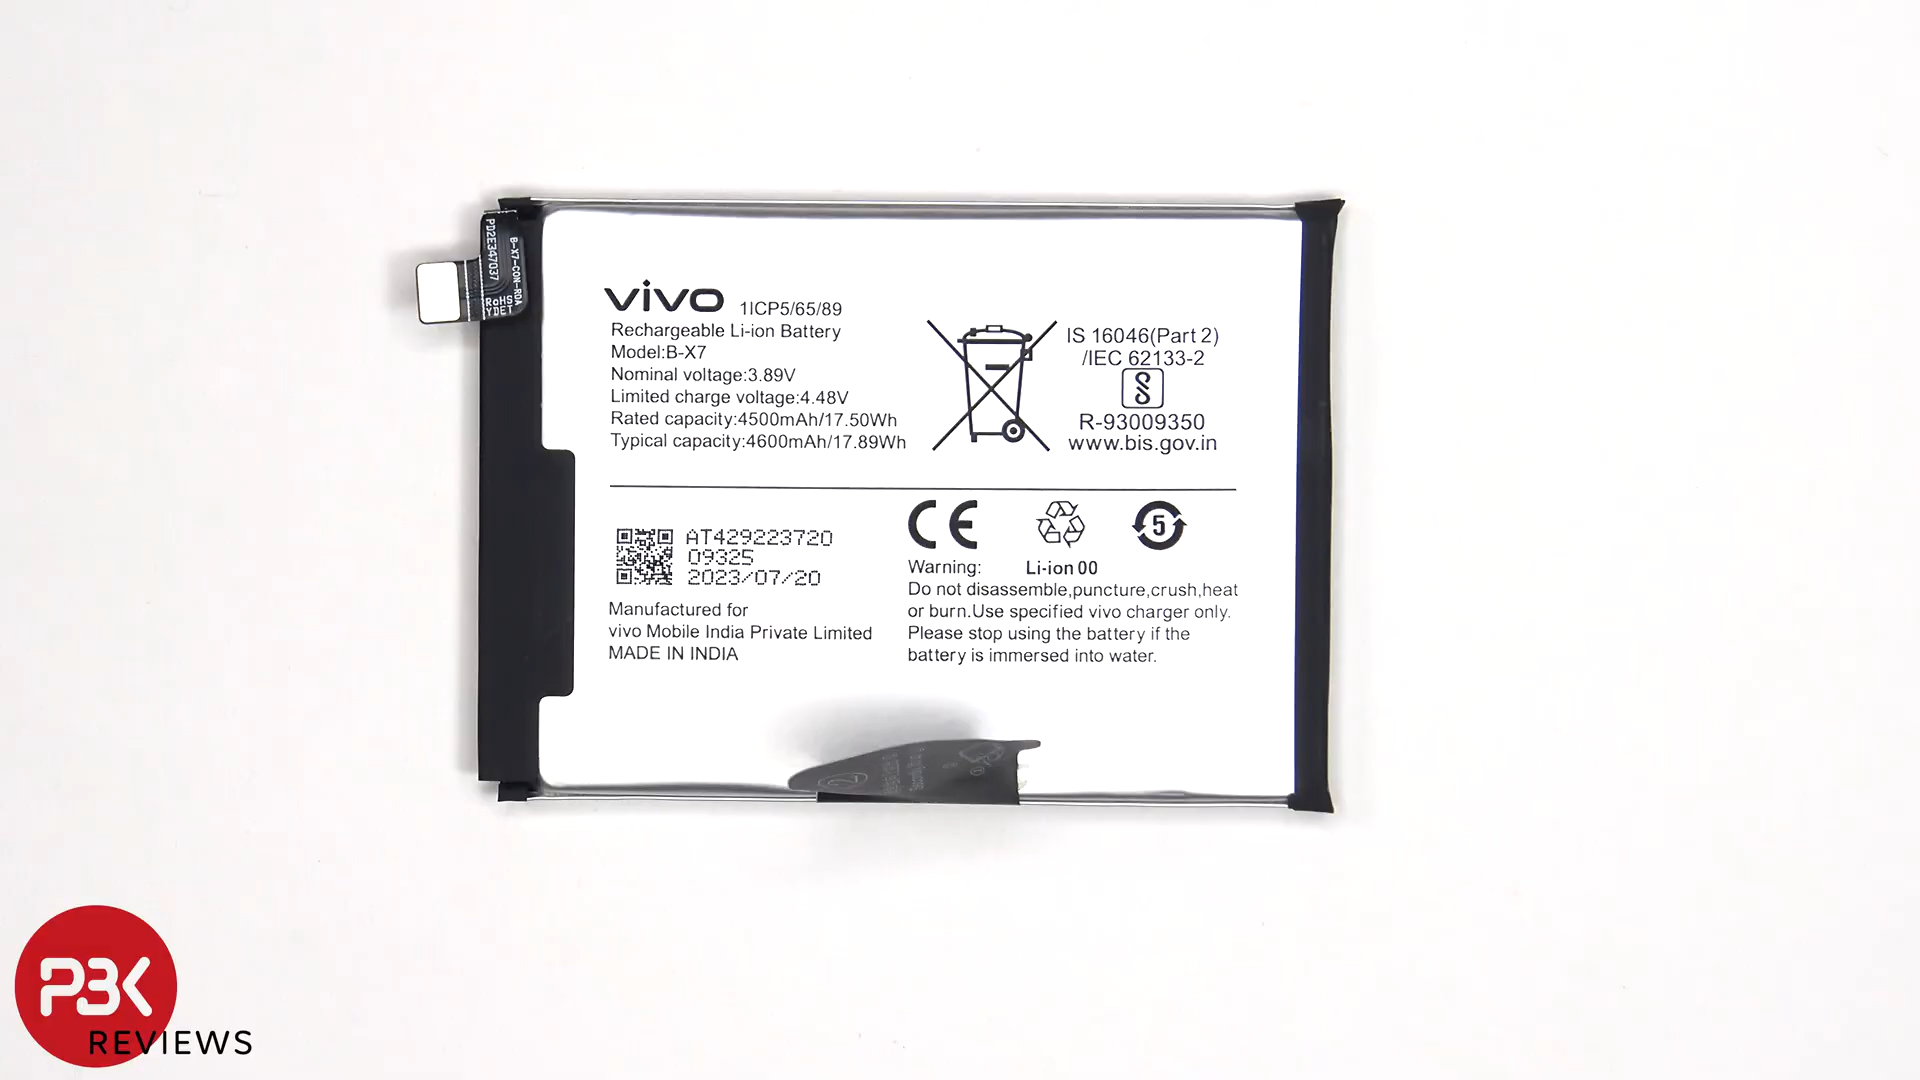 PD2E347037
B-X7-CON-RDA
RoHS
YDET
vivo 1ICP5/65/89
Rechargeable Li-ion Battery
Model:B-X7
Nominal voltage:3.89V
Limited charge voltage:4.48V
Rated capacity:4500mAh/17.50Wh
Typical capacity:4600mAh/17.89Wh
IS 16046(Part 2)
/IEC 62133-2
R-93009350
www.bis.gov.in
AT429223720
09325
2023/07/20
Manufactured for
vivo Mobile India Private Limited
MADE IN INDIA
CE
5
Warning: Li-ion 00
Do not disassemble,puncture,crush,heat
or burn.Use specified vivo charger only.
Please stop using the battery if the
battery is immersed into water.
2
P3K
REVIEWS